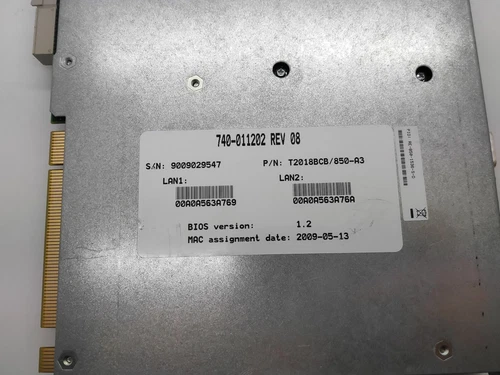 740-011202 REV 08
S/N: 9009029547 P/N: T2018BCB/850-A3
LAN1: LAN2:
00A0A563A769 00A0A563A76A
BIOS version: 1.2
MAC assignment date: 2009-05-13